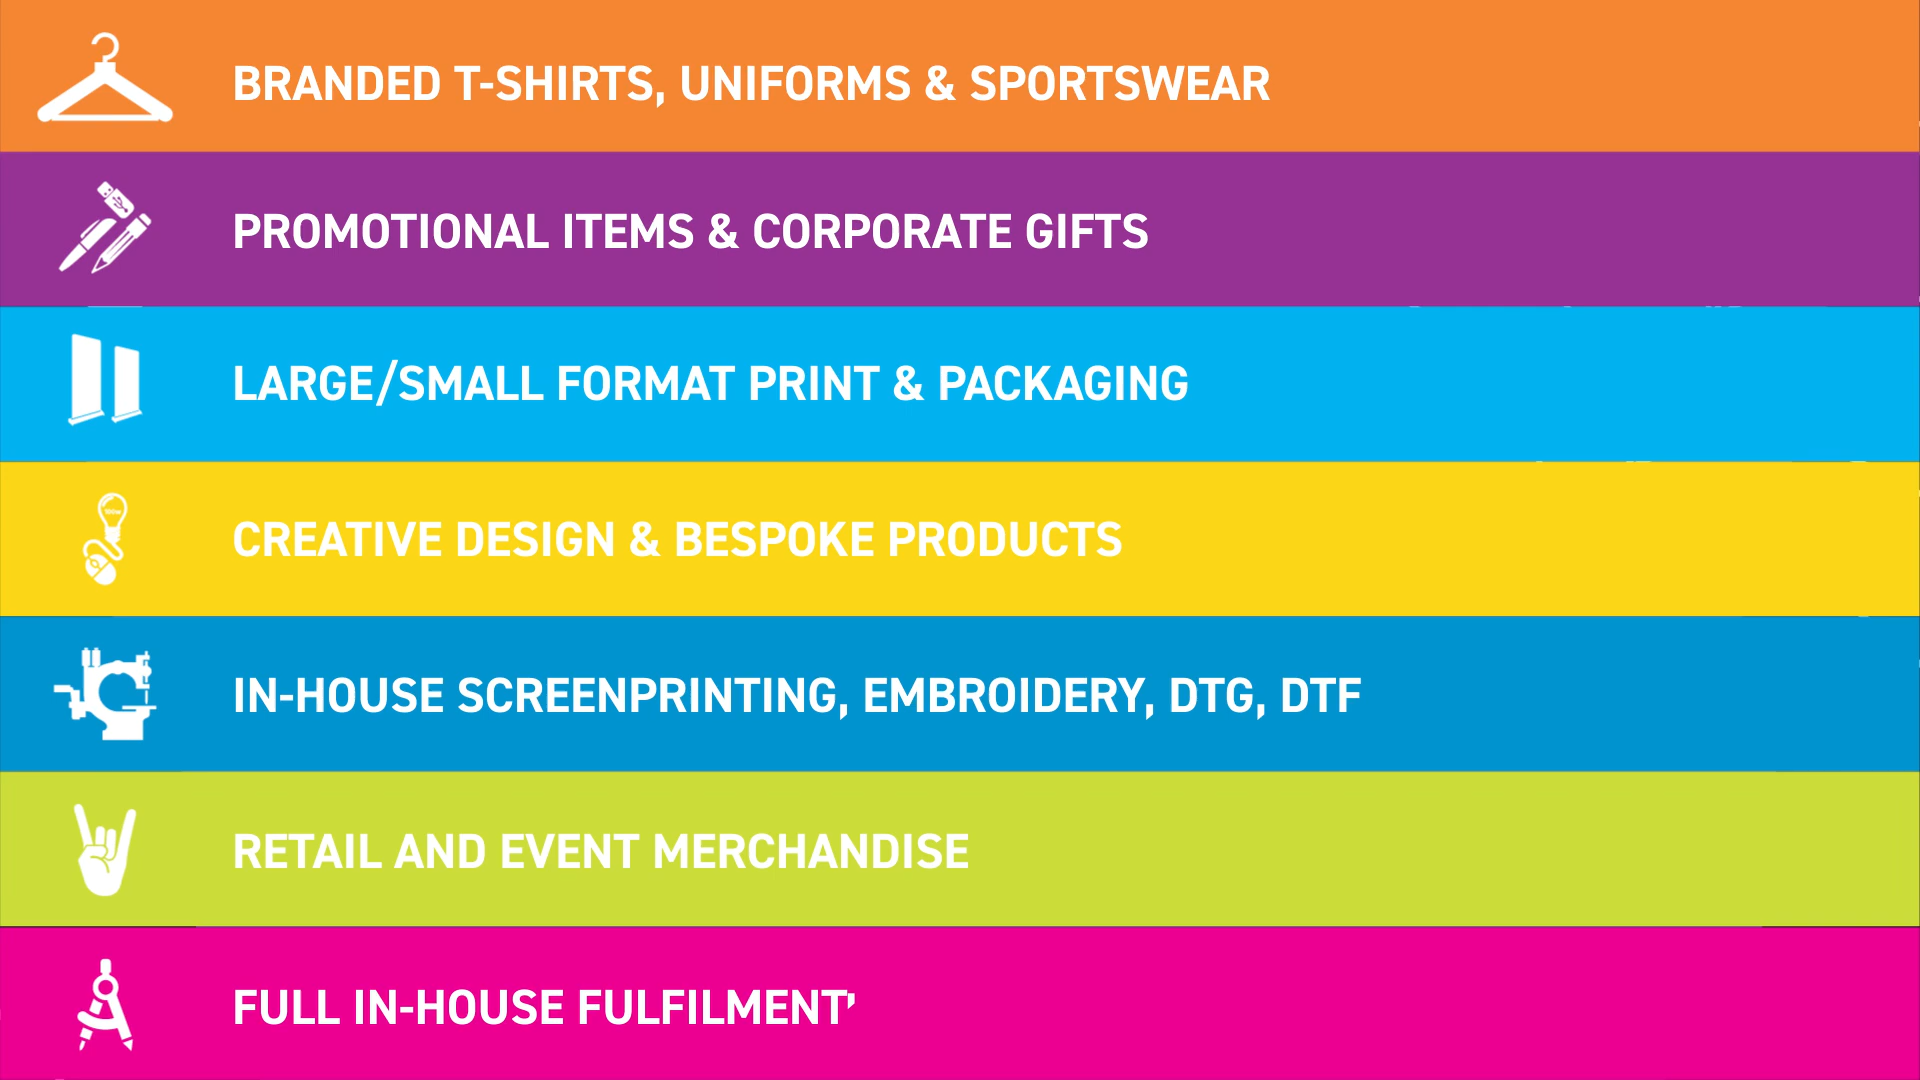 BRANDED T-SHIRTS, UNIFORMS & SPORTSWEAR
PROMOTIONAL ITEMS & CORPORATE GIFTS
LARGE/SMALL FORMAT PRINT & PACKAGING
CREATIVE DESIGN & BESPOKE PRODUCTS
IN-HOUSE SCREENPRINTING, EMBROIDERY, DTG, DTF
RETAIL AND EVENT MERCHANDISE
FULL IN-HOUSE FULFILMENT'